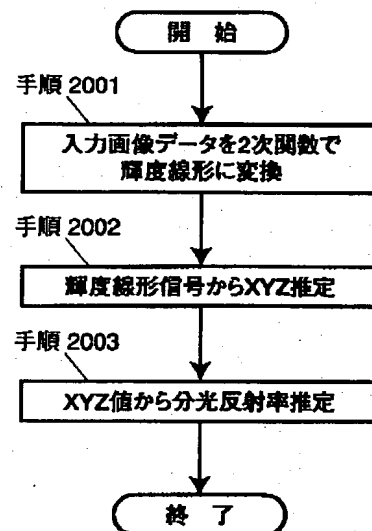 開 始
手順 2001
入力画像データを2次関数で
輝度線形に変換
手順 2002
輝度線形信号からXYZ推定
手順 2003
XYZ値から分光反射率推定
終 了